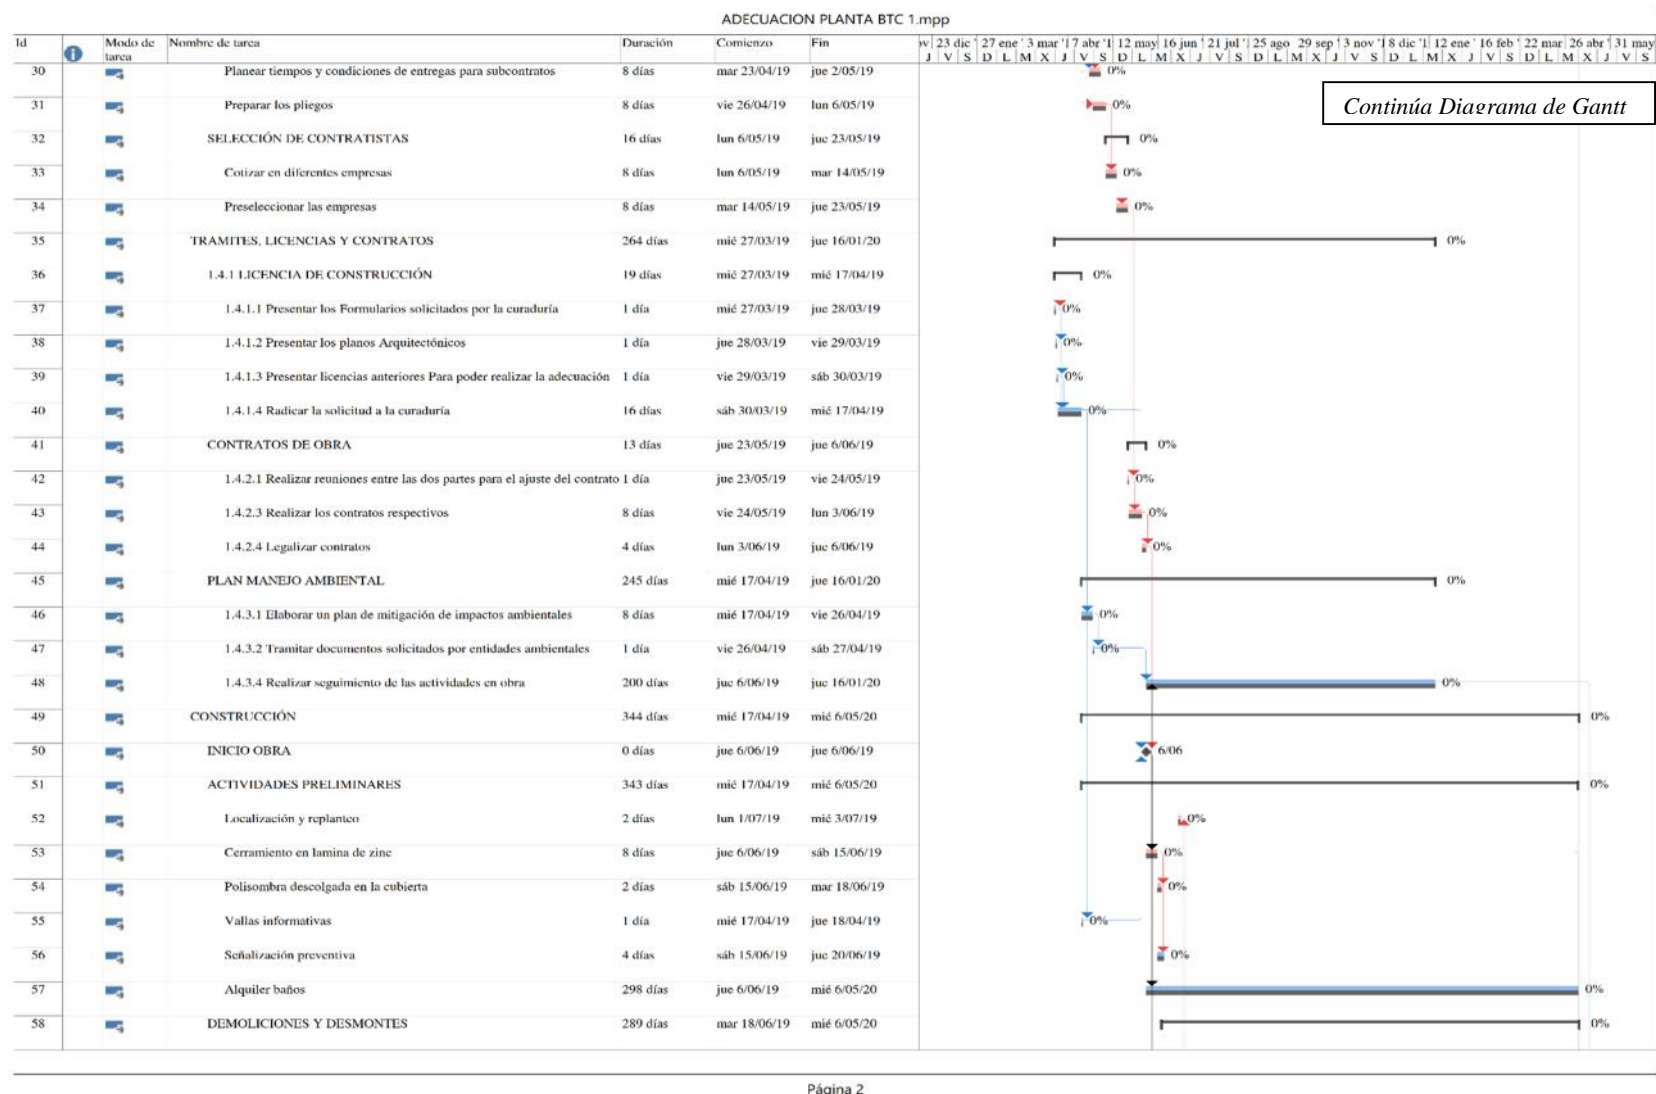 ADECUACION PLANTA BTC 1.mpp
Id Modo de tarea Nombre de tarea Duración Comienzo Fin
23 dic ' 27 ene ' 3 mar '1 7 abr '1 12 may 16 jun ' 21 jul ' 25 ago 29 sep ' 3 nov '1 8 dic '1 12 ene ' 16 feb ' 22 mar 26 abr ' 31 may
J V S D L M X J V S D L M X J V S D L M X J V S D L M X J V S
Continúa Diagrama de Gantt
30 Planear tiempos y condiciones de entregas para subcontratos 8 días mar 23/04/19 jue 2/05/19 0%
31 Preparar los pliegos 8 días vie 26/04/19 lun 6/05/19 0%
32 SELECCIÓN DE CONTRATISTAS 16 días lun 6/05/19 jue 23/05/19 0%
33 Cotizar en diferentes empresas 8 días lun 6/05/19 mar 14/05/19 0%
34 Preseleccionar las empresas 8 días mar 14/05/19 jue 23/05/19 0%
35 TRAMITES, LICENCIAS Y CONTRATOS 264 días mié 27/03/19 jue 16/01/20 0%
36 1.4.1 LICENCIA DE CONSTRUCCIÓN 19 días mié 27/03/19 mié 17/04/19 0%
37 1.4.1.1 Presentar los Formularios solicitados por la curaduría 1 día mié 27/03/19 jue 28/03/19 0%
38 1.4.1.2 Presentar los planos Arquitectónicos 1 día jue 28/03/19 vie 29/03/19 0%
39 1.4.1.3 Presentar licencias anteriores Para poder realizar la adecuación 1 día vie 29/03/19 sáb 30/03/19 0%
40 1.4.1.4 Radicar la solicitud a la curaduría 16 días sáb 30/03/19 mié 17/04/19 0%
41 CONTRATOS DE OBRA 13 días jue 23/05/19 jue 6/06/19 0%
42 1.4.2.1 Realizar reuniones entre las dos partes para el ajuste del contrato 1 día jue 23/05/19 vie 24/05/19 0%
43 1.4.2.3 Realizar los contratos respectivos 8 días vie 24/05/19 lun 3/06/19 0%
44 1.4.2.4 Legalizar contratos 4 días lun 3/06/19 jue 6/06/19 0%
45 PLAN MANEJO AMBIENTAL 245 días mié 17/04/19 jue 16/01/20 0%
46 1.4.3.1 Elaborar un plan de mitigación de impactos ambientales 8 días mié 17/04/19 vie 26/04/19 0%
47 1.4.3.2 Tramitar documentos solicitados por entidades ambientales 1 día vie 26/04/19 sáb 27/04/19 0%
48 1.4.3.4 Realizar seguimiento de las actividades en obra 200 días jue 6/06/19 jue 16/01/20 0%
49 CONSTRUCCIÓN 344 días mié 17/04/19 mié 6/05/20 0%
50 INICIO OBRA 0 días jue 6/06/19 jue 6/06/19 6/06
51 ACTIVIDADES PRELIMINARES 343 días mié 17/04/19 mié 6/05/20 0%
52 Localización y replanteo 2 días lun 1/07/19 mié 3/07/19 0%
53 Cerramiento en lamina de zinc 8 días jue 6/06/19 sáb 15/06/19 0%
54 Polisombra descolgada en la cubierta 2 días sáb 15/06/19 mar 18/06/19 0%
55 Vallas informativas 1 día mié 17/04/19 jue 18/04/19 0%
56 Señalización preventiva 4 días sáb 15/06/19 jue 20/06/19 0%
57 Alquiler baños 298 días jue 6/06/19 mié 6/05/20 0%
58 DEMOLICIONES Y DESMONTES 289 días mar 18/06/19 mié 6/05/20 0%
Página 2